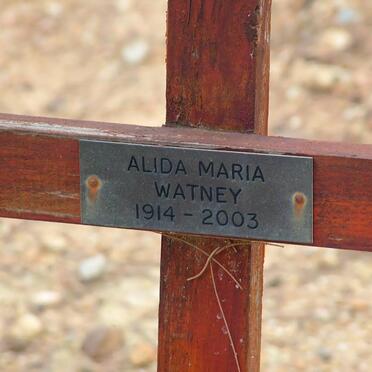 ALIDA MARIA
WATNEY
1914 - 2003